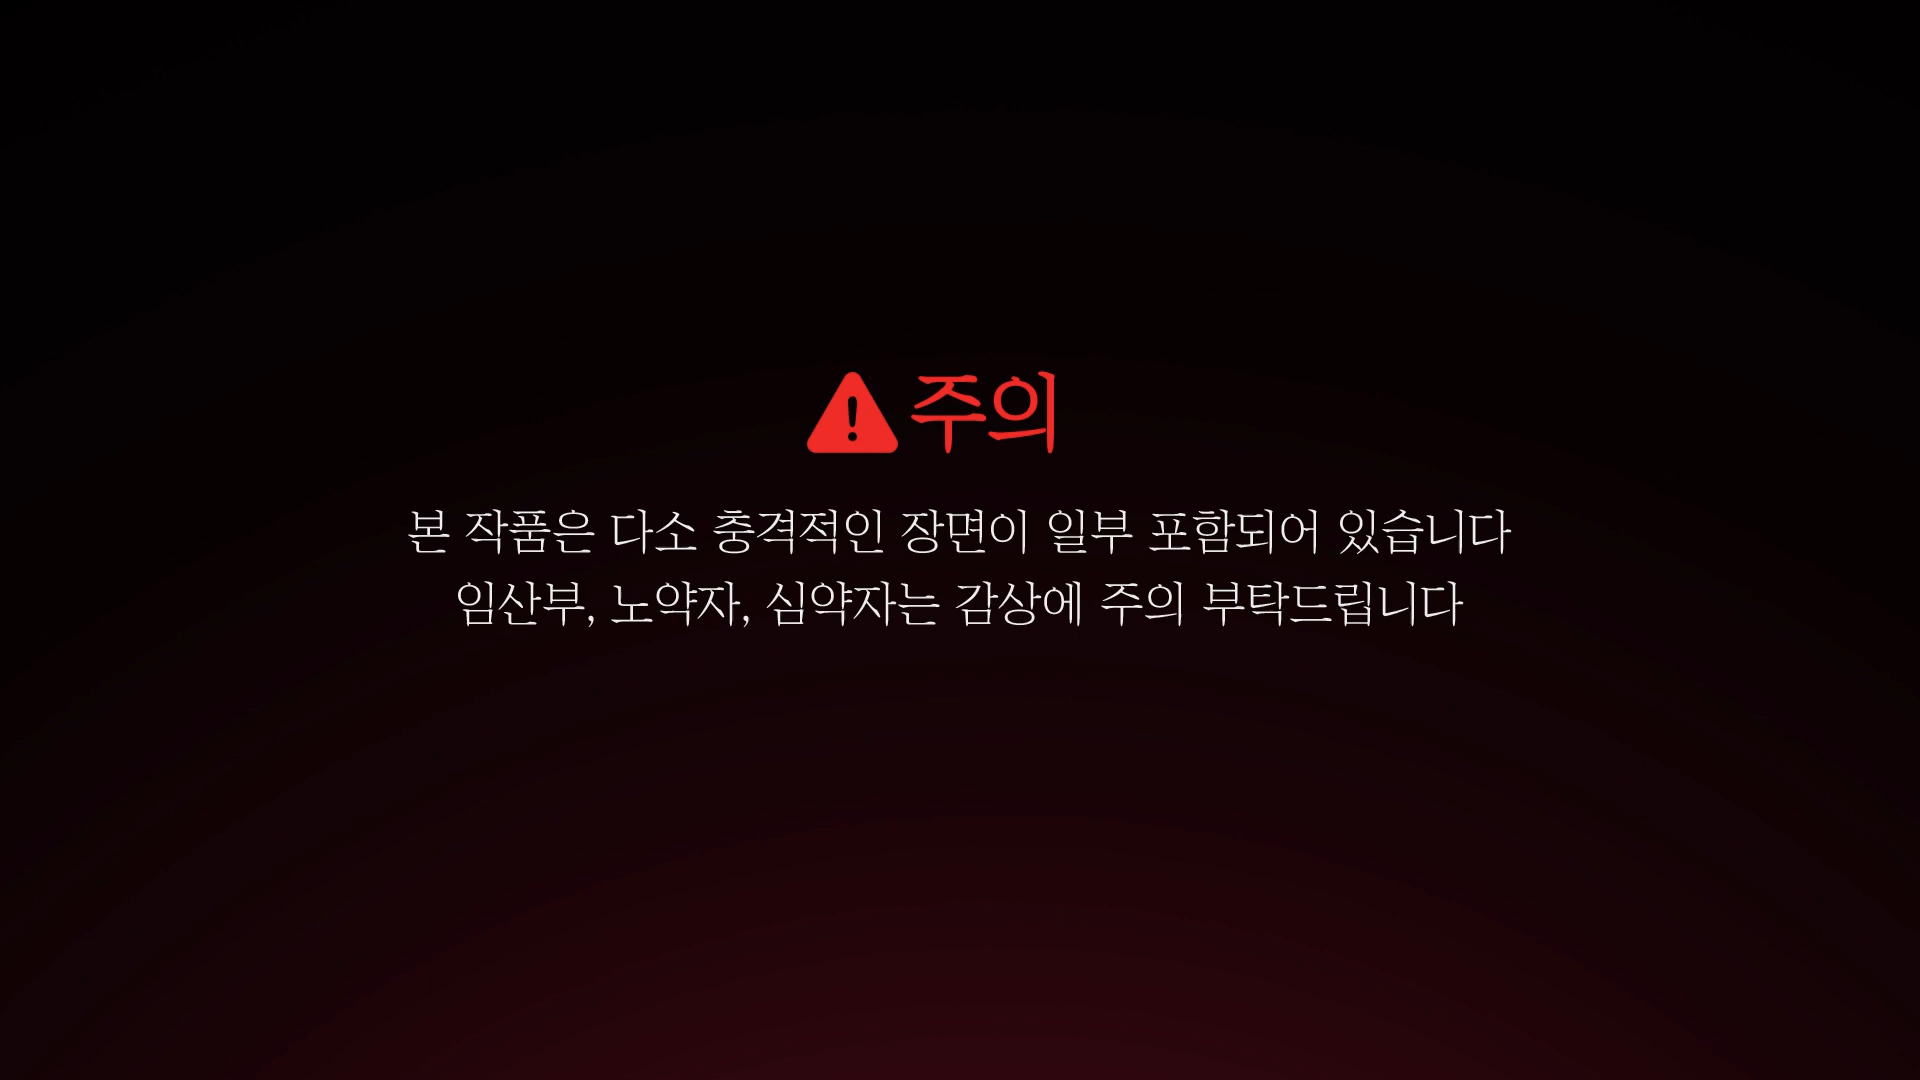 주의
본 작품은 다소 충격적인 장면이 일부 포함되어 있습니다
임산부, 노약자, 심약자는 감상에 주의 부탁드립니다